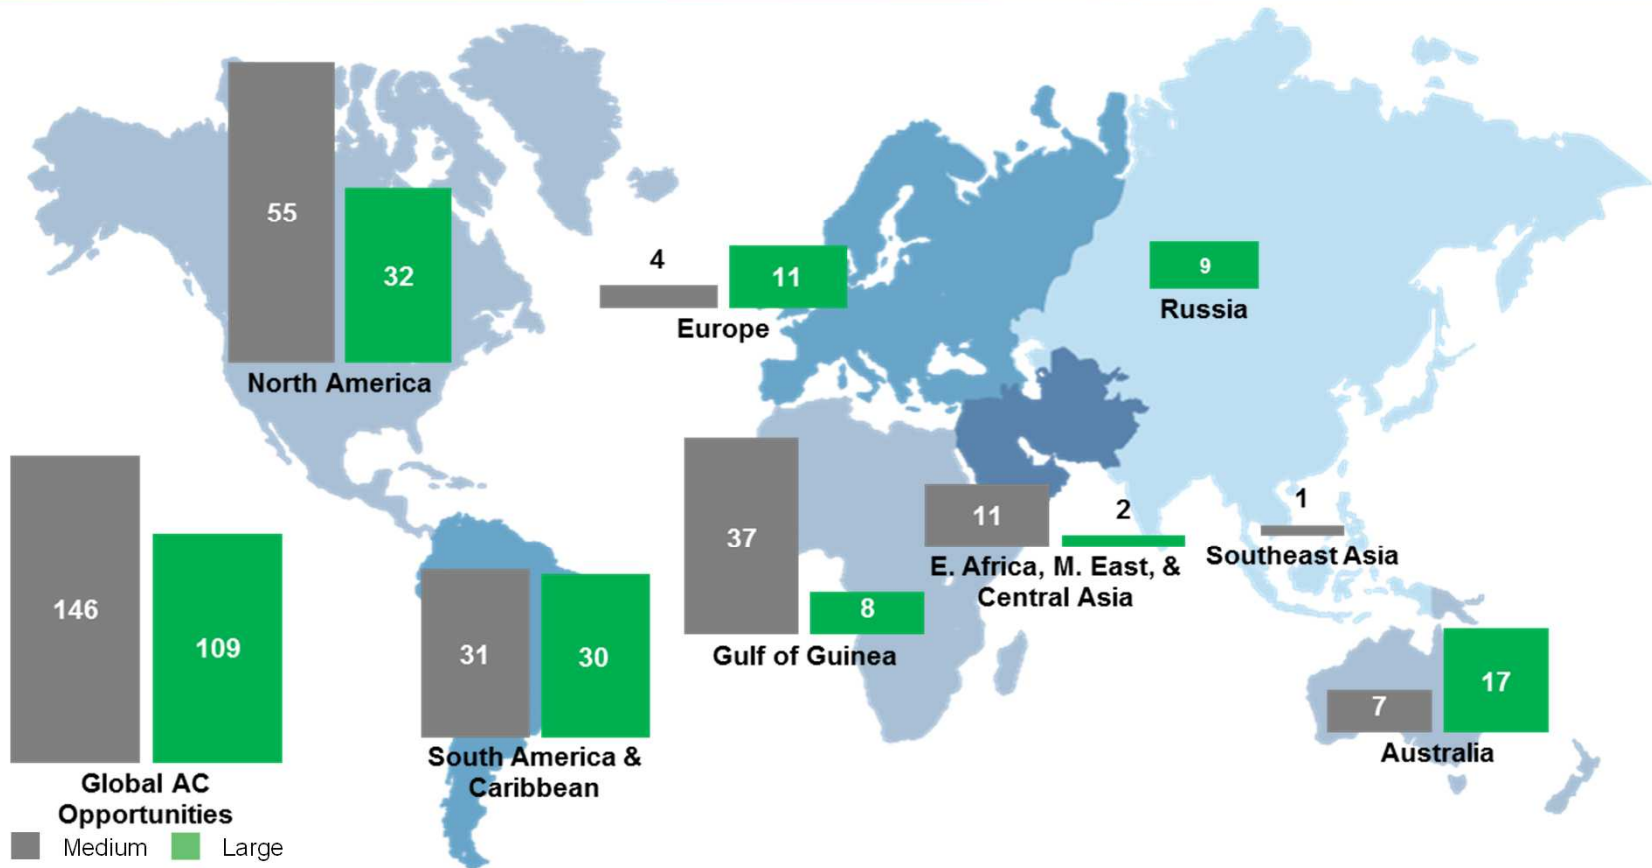 55
32
North America
4
11
Europe
9
Russia
146
109
Global AC
Opportunities
Medium
Large
31
30
South America &
Caribbean
37
8
Gulf of Guinea
11
2
E. Africa, M. East, &
Central Asia
1
Southeast Asia
7
17
Australia